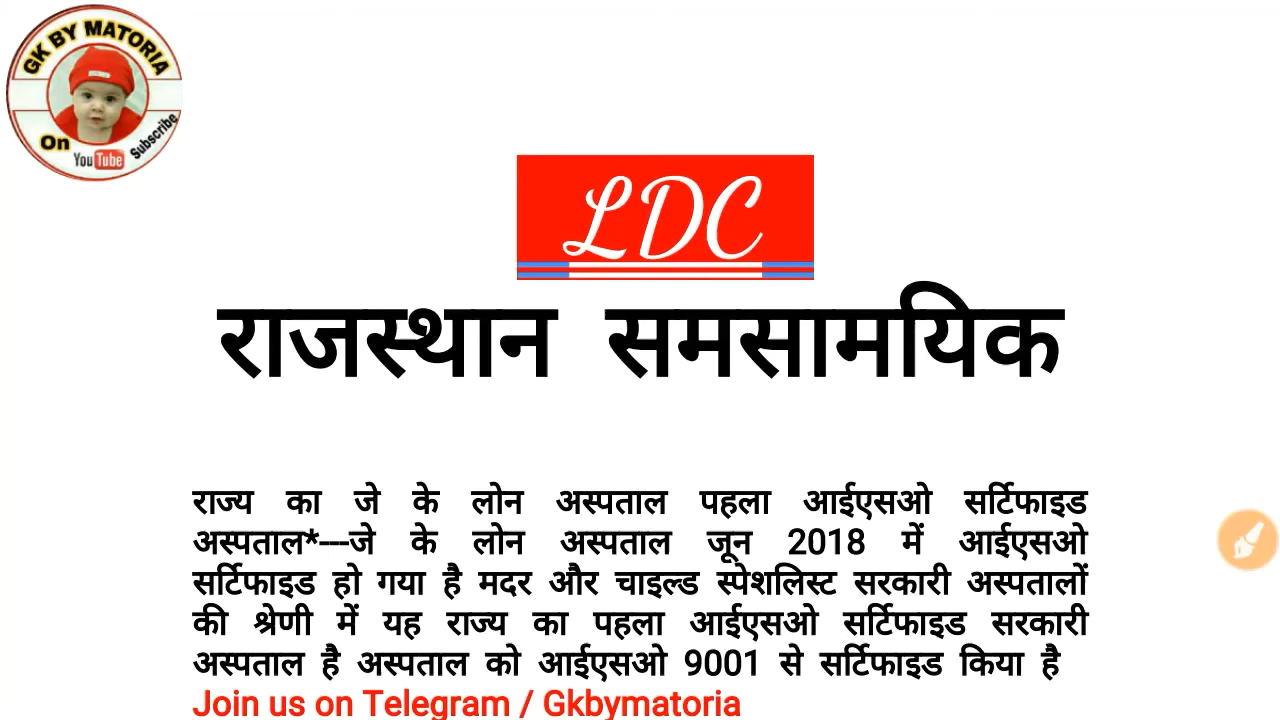 GK BY MATORIA
On
YouTube
Subscribe
LDC
राजस्थान समसामयिक
राज्य का जे के लोन अस्पताल पहला आईएसओ सर्टिफाइड
अस्पताल*---जे के लोन अस्पताल जून 2018 में आईएसओ
सर्टिफाइड हो गया है मदर और चाइल्ड स्पेशलिस्ट सरकारी अस्पतालों
की श्रेणी में यह राज्य का पहला आईएसओ सर्टिफाइड सरकारी
अस्पताल है अस्पताल को आईएसओ 9001 से सर्टिफाइड किया है
Join us on Telegram / Gkbymatoria